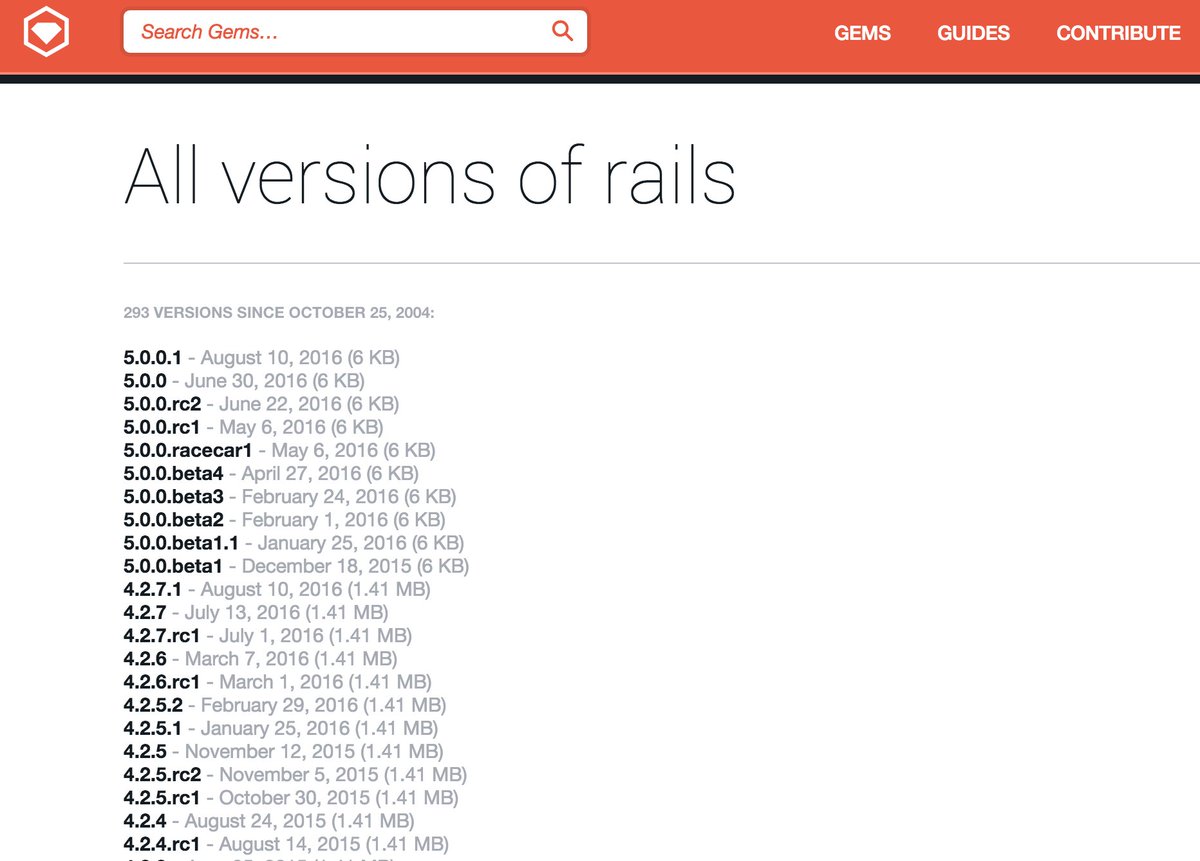 Search Gems...
GEMS GUIDES CONTRIBUTE
All versions of rails
293 VERSIONS SINCE OCTOBER 25, 2004:
5.0.0.1 - August 10, 2016 (6 KB)
5.0.0 - June 30, 2016 (6 KB)
5.0.0.rc2 - June 22, 2016 (6 KB)
5.0.0.rc1 - May 6, 2016 (6 KB)
5.0.0.racecar1 - May 6, 2016 (6 KB)
5.0.0.beta4 - April 27, 2016 (6 KB)
5.0.0.beta3 - February 24, 2016 (6 KB)
5.0.0.beta2 - February 1, 2016 (6 KB)
5.0.0.beta1.1 - January 25, 2016 (6 KB)
5.0.0.beta1 - December 18, 2015 (6 KB)
4.2.7.1 - August 10, 2016 (1.41 MB)
4.2.7 - July 13, 2016 (1.41 MB)
4.2.7.rc1 - July 1, 2016 (1.41 MB)
4.2.6 - March 7, 2016 (1.41 MB)
4.2.6.rc1 - March 1, 2016 (1.41 MB)
4.2.5.2 - February 29, 2016 (1.41 MB)
4.2.5.1 - January 25, 2016 (1.41 MB)
4.2.5 - November 12, 2015 (1.41 MB)
4.2.5.rc2 - November 5, 2015 (1.41 MB)
4.2.5.rc1 - October 30, 2015 (1.41 MB)
4.2.4 - August 24, 2015 (1.41 MB)
4.2.4.rc1 - August 14, 2015 (1.41 MB)